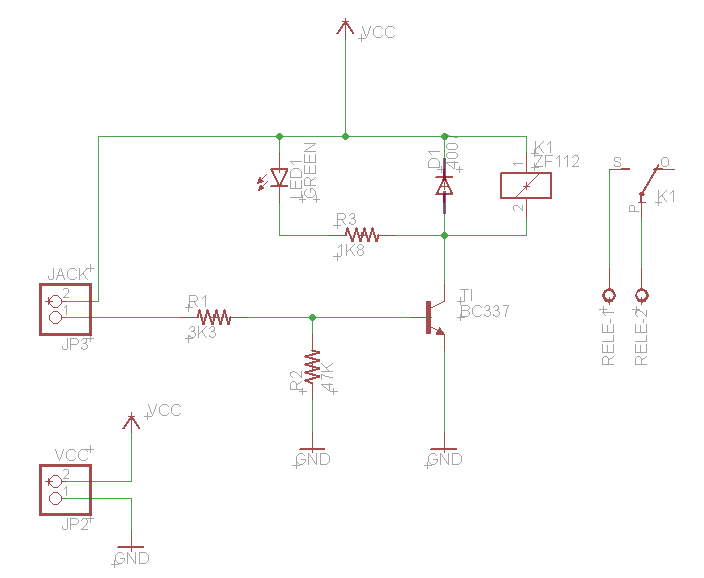 VCC
LED1
GREEN
D1
400
K1
ZF112
1
2
S
O
P
K1
R3
1K8
JACK
2
1
JP3
R1
3K3
R2
47K
TI
BC337
RELE-1
RELE-2
GND
GND
VCC
VCC
2
1
JP2
GND